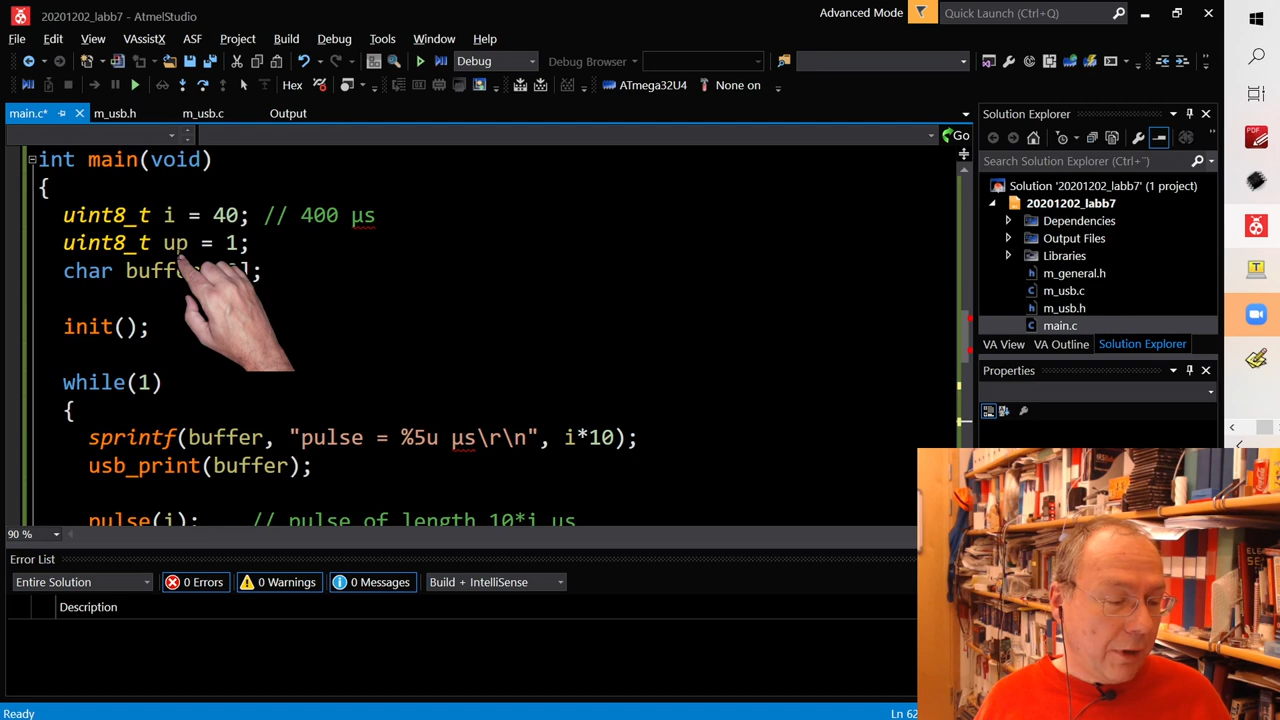 20201202_labb7 - AtmelStudio
Advanced Mode
Quick Launch (Ctrl+Q)
File Edit View VAssistX ASF Project Build Debug Tools Window Help
Debug
Debug Browser
Hex
ATmega32U4
None on
main.c*
m_usb.h
m_usb.c
Output
Go
int main(void)
{
uint8_t i = 40; // 400 µs
uint8_t up = 1;
char ];
init();
while(1)
{
sprintf(buffer, "pulse = %5u µs\r\n", i*10);
usb_print(buffer);
pulse(i); // pulse of length 10*i us
90 %
Solution Explorer
Search Solution Explorer (Ctrl+¨)
Solution '20201202_labb7' (1 project)
20201202_labb7
Dependencies
Output Files
Libraries
m_general.h
m_usb.c
m_usb.h
main.c
VA View VA Outline Solution Explorer
Properties
Error List
Entire Solution
0 Errors
0 Warnings
0 Messages
Build + IntelliSense
Description
Ready
Ln 62
PDF
T